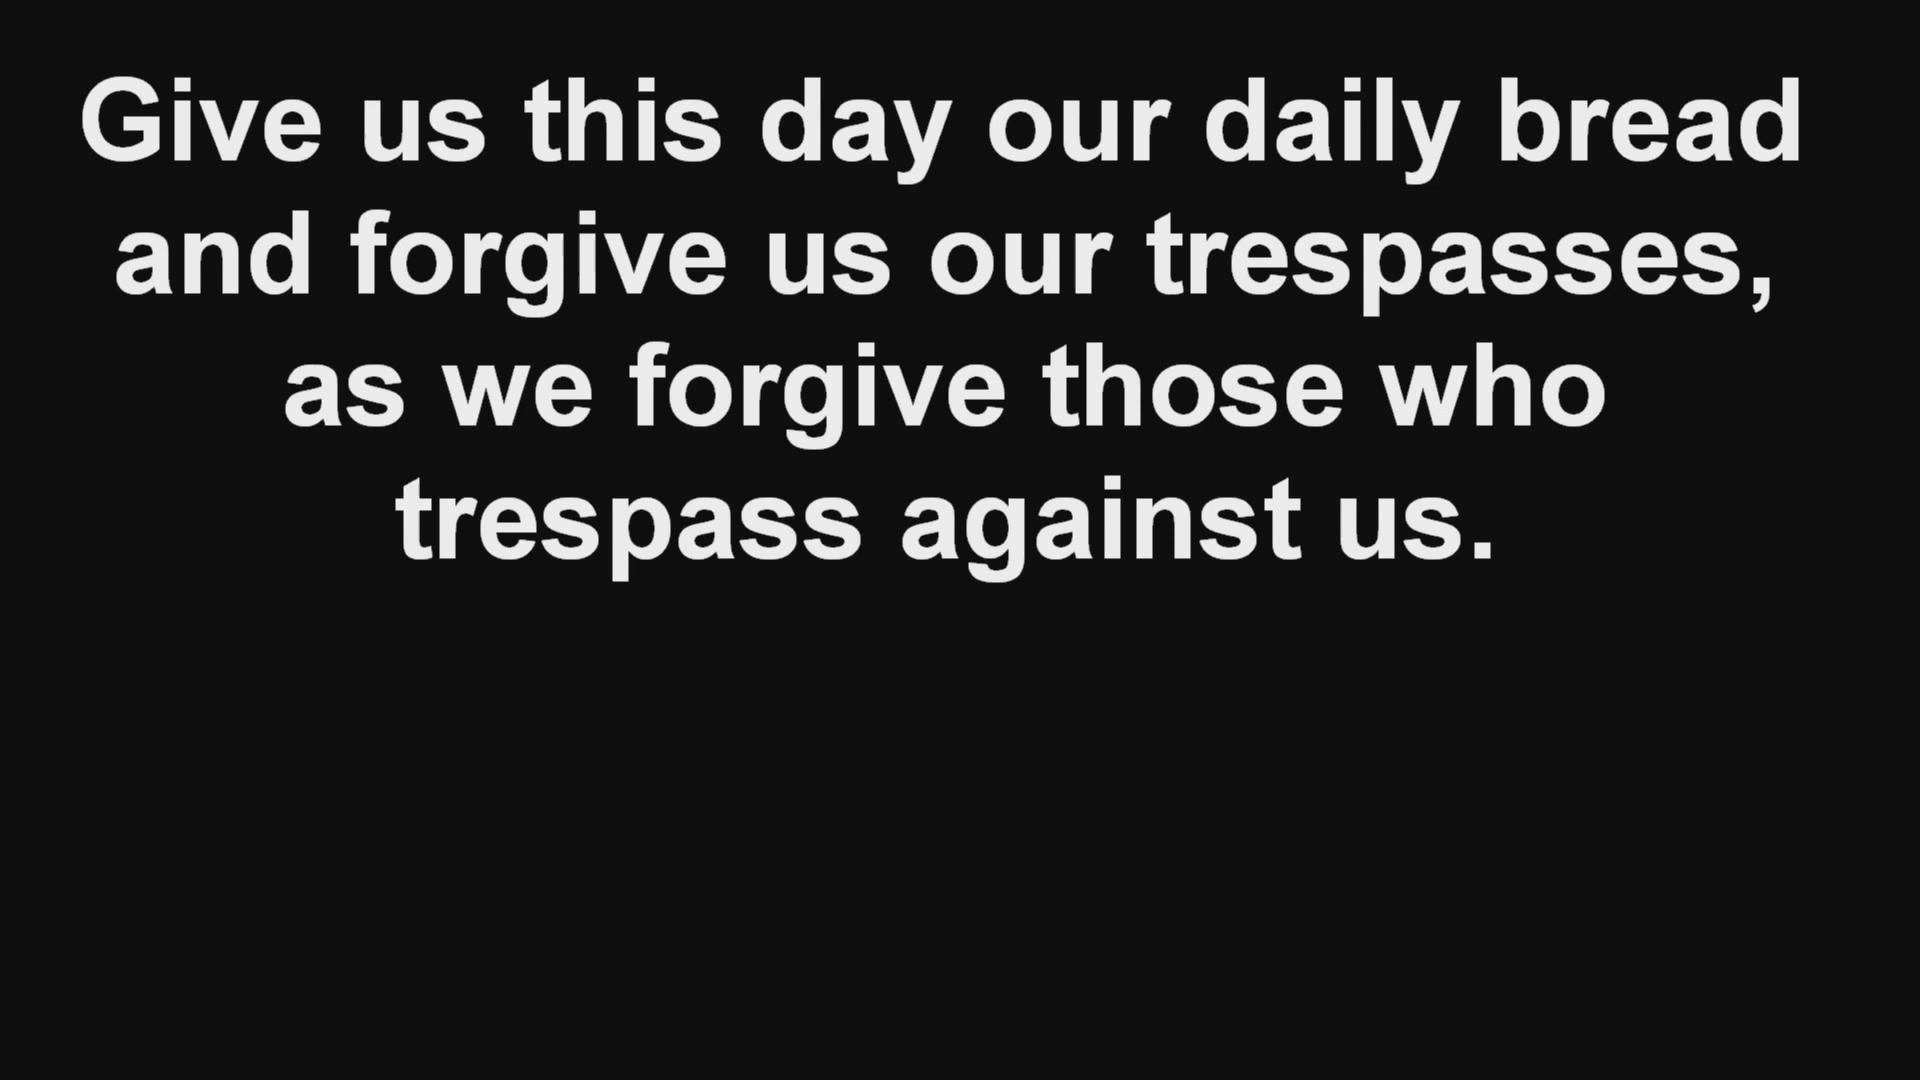 Give us this day our daily bread
and forgive us our trespasses,
as we forgive those who
trespass against us.